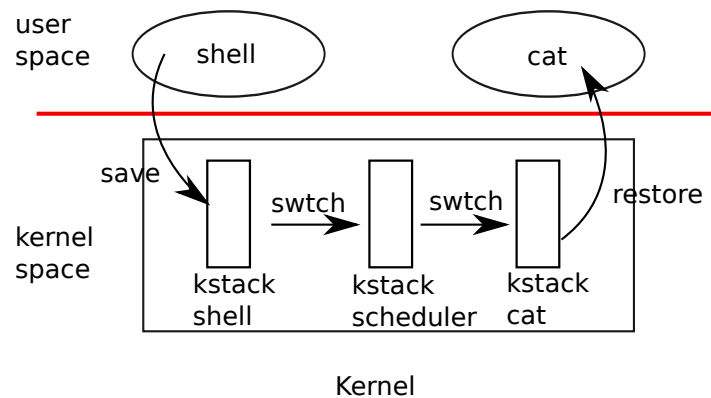 user
space
shell
cat
save
swtch
swtch
restore
kernel
space
kstack
shell
kstack
scheduler
kstack
cat
Kernel